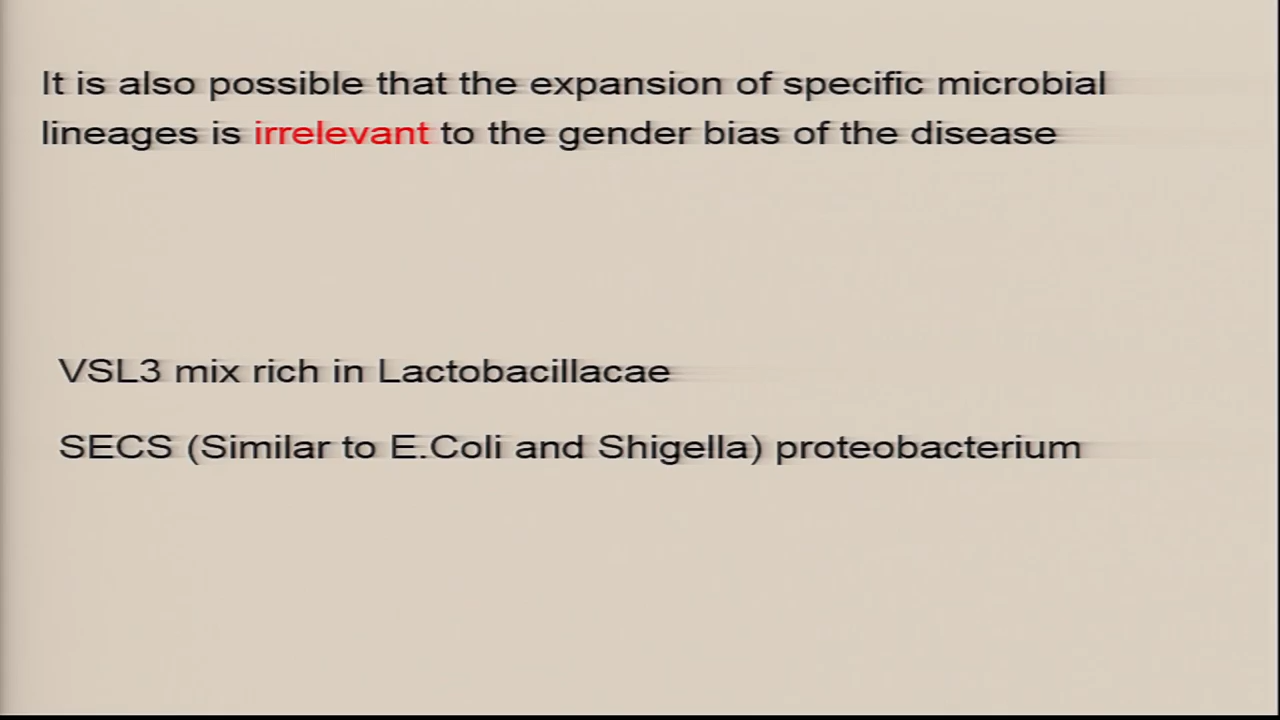 It is also possible that the expansion of specific microbial
lineages is irrelevant to the gender bias of the disease
VSL3 mix rich in Lactobacillacae
SECS (Similar to E.Coli and Shigella) proteobacterium